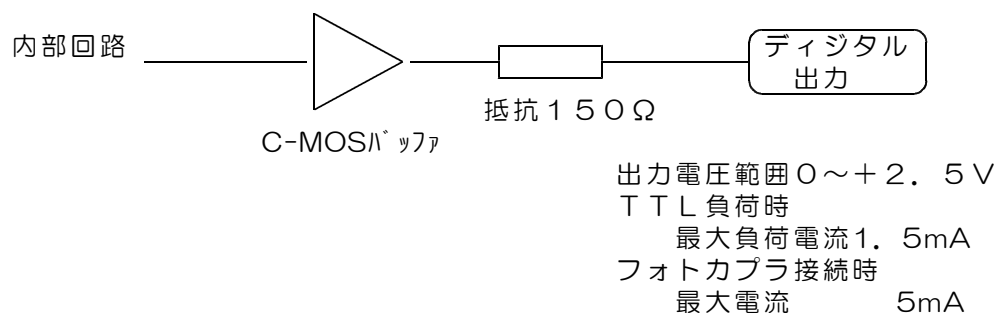 内部回路
ディジタル
出力
抵抗１５０Ω
C-MOSﾊﾞｯﾌｧ
出力電圧範囲０～＋２．５Ｖ
ＴＴＬ負荷時
最大負荷電流1．5mA
フォトカプラ接続時
最大電流　　　5mA